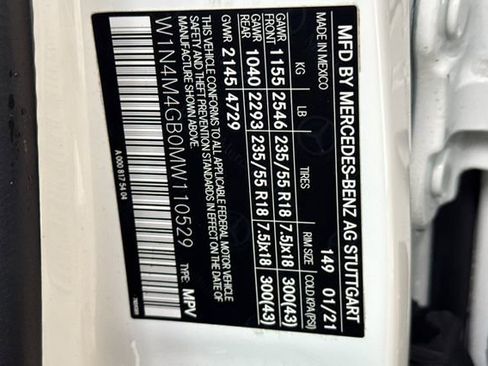 MFD BY MERCEDES-BENZ AG STUTTGART
MADE IN MEXICO 149 01/21
KG LB TIRES RIM SIZE COLD KPA(PSI)
GAWR FRONT 1155 2546 235/55 R18 7.5Jx18 300(43)
GAWR REAR 1040 2293 235/55 R18 7.5Jx18 300(43)
GVWR 2145 4729
THIS VEHICLE CONFORMS TO ALL APPLICABLE FEDERAL MOTOR VEHICLE
SAFETY AND THEFT PREVENTION STANDARDS IN EFFECT ON THE DATE OF
MANUFACTURE SHOWN ABOVE.
W1N4M4GB0MW110529 TYPE: MPV
A 000 817 54 04